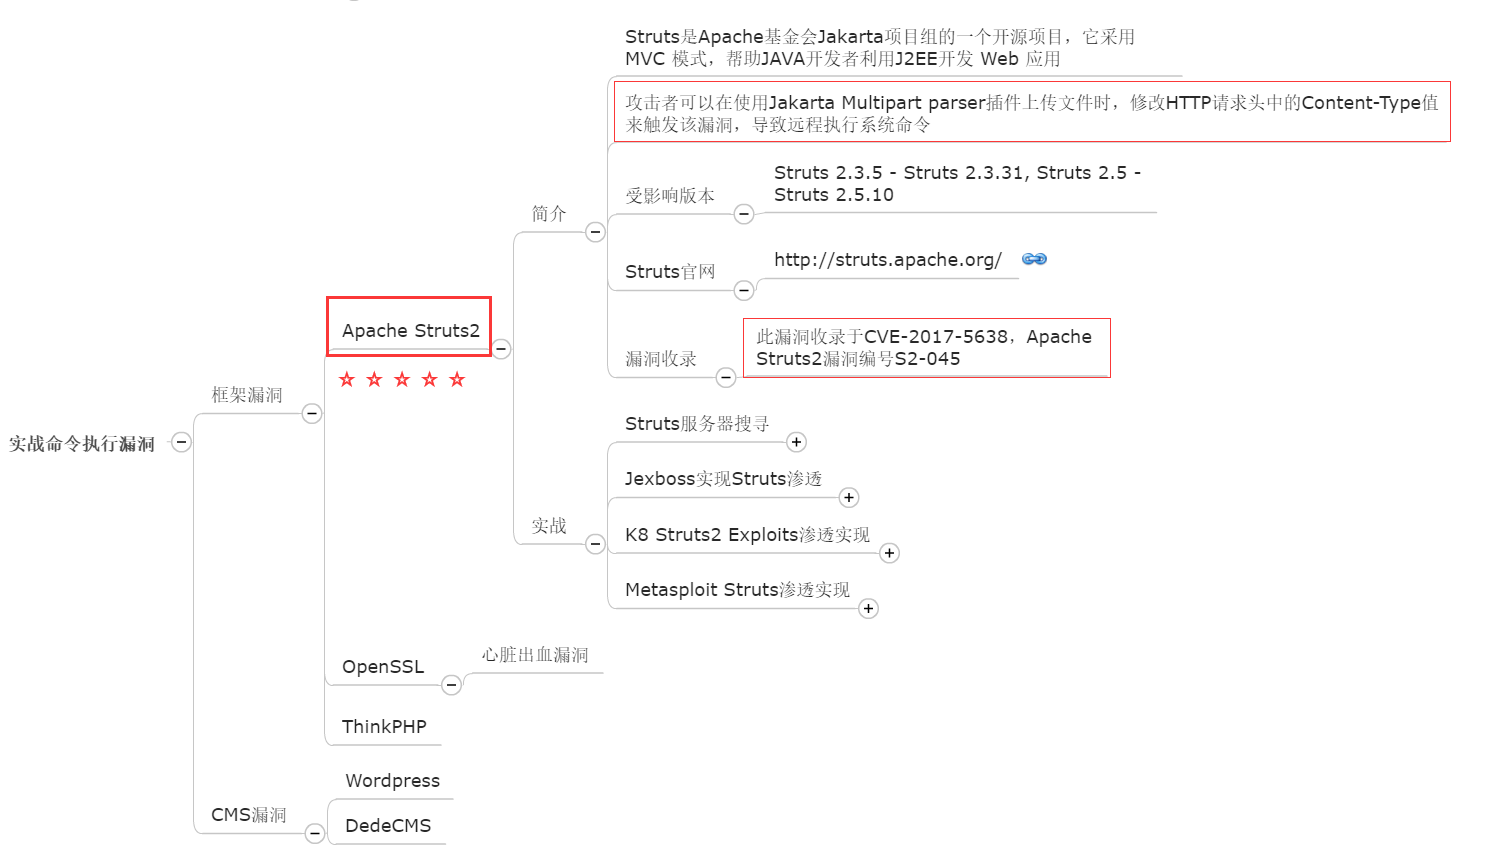 Struts是Apache基金会Jakarta项目组的一个开源项目，它采用
MVC 模式，帮助JAVA开发者利用J2EE开发 Web 应用
攻击者可以在使用Jakarta Multipart parser插件上传文件时，修改HTTP请求头中的Content-Type值
来触发该漏洞，导致远程执行系统命令
Struts 2.3.5 - Struts 2.3.31, Struts 2.5 -
Struts 2.5.10
受影响版本
简介
http://struts.apache.org/
Struts官网
此漏洞收录于CVE-2017-5638，Apache
Struts2漏洞编号S2-045
漏洞收录
Apache Struts2
框架漏洞
实战命令执行漏洞
Struts服务器搜寻
Jexboss实现Struts渗透
实战
K8 Struts2 Exploits渗透实现
Metasploit Struts渗透实现
心脏出血漏洞
OpenSSL
ThinkPHP
Wordpress
CMS漏洞
DedeCMS